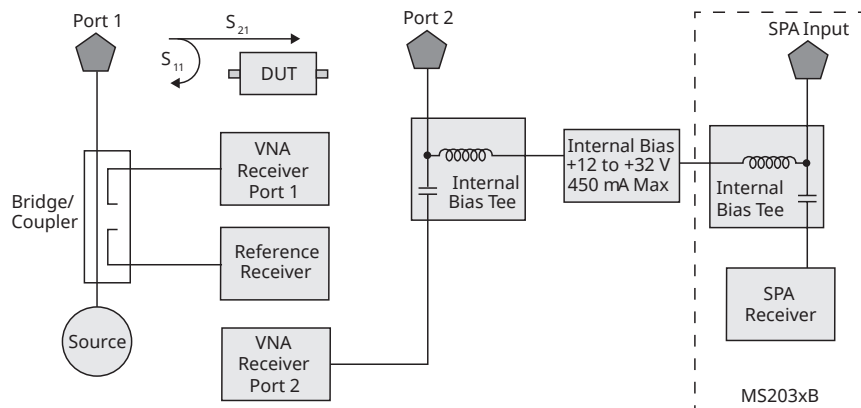 Port 1
S21
S11
DUT
Port 2
SPA Input
VNA
Receiver
Port 1
Bridge/
Coupler
Reference
Receiver
Source
VNA
Receiver
Port 2
Internal
Bias Tee
Internal Bias
+12 to +32 V
450 mA Max
Internal
Bias Tee
SPA
Receiver
MS203xB